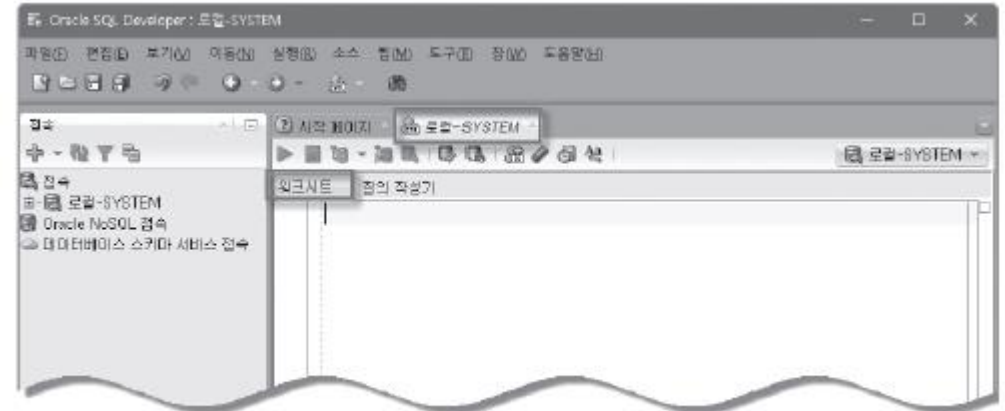 Oracle SQL Developer : 로컬-SYSTEM
파일(F) 편집(E) 보기(V) 이동(N) 실행(R) 소스 팀(M) 도구(T) 창(W) 도움말(H)
접속
시작 페이지
로컬-SYSTEM
로컬-SYSTEM
접속
워크시트
질의 작성기
로컬-SYSTEM
Oracle NoSQL 접속
데이터베이스 스키마 서비스 접속